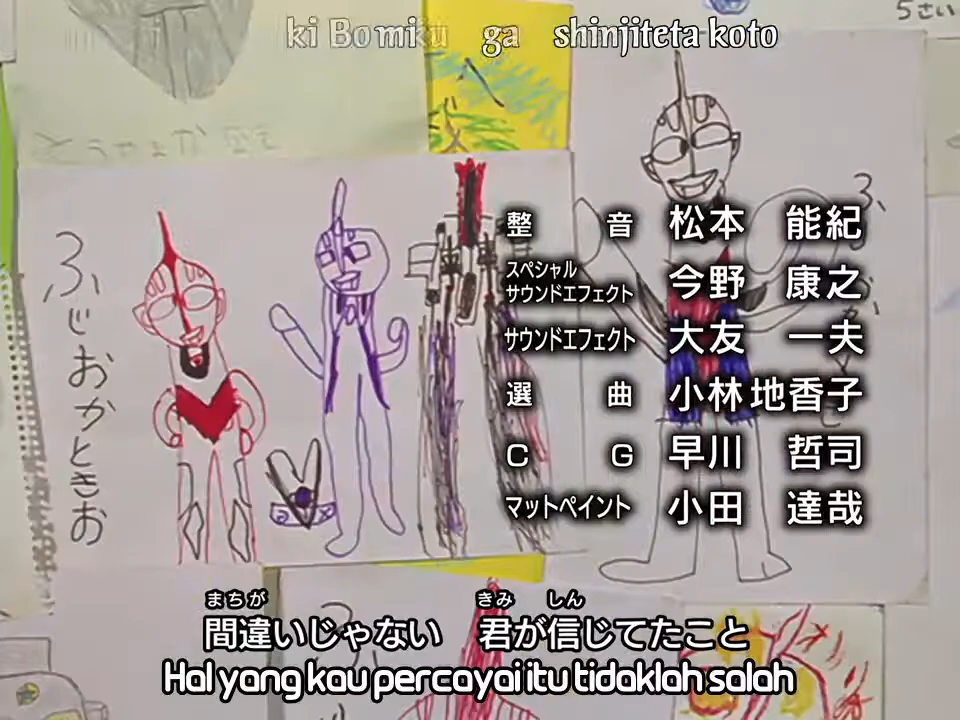 ki Bo miku ga shinjiteta koto
5さい
ふじおかときお
整 音 松本 能紀
スペシャル
サウンドエフェクト 今野 康之
サウンドエフェクト 大友 一夫
選 曲 小林 地香子
C G 早川 哲司
マットペイント 小田 達哉
まちが きみ しん
間違いじゃない 君が信じてたこと
Hal yang kau percayai itu tidaklah salah